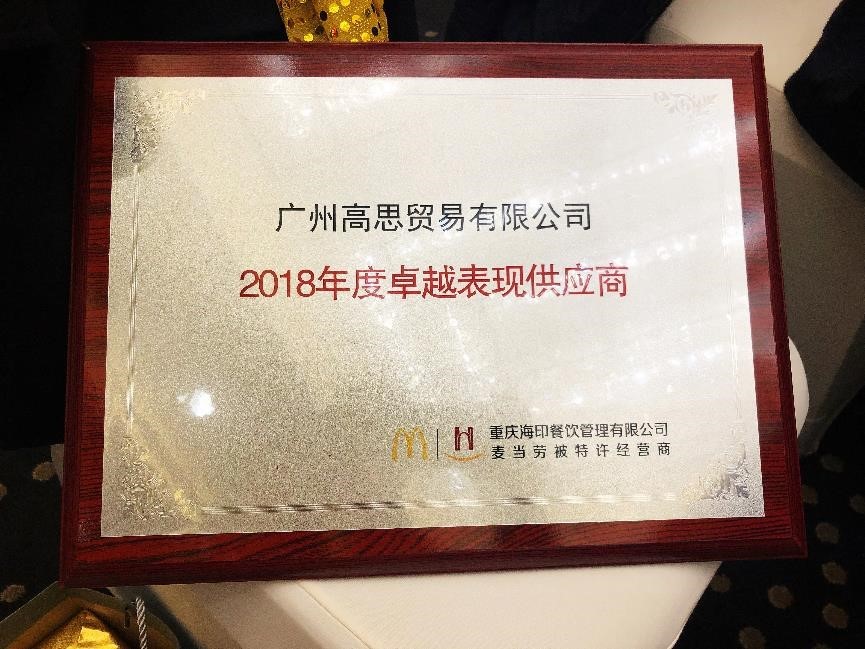 广州高思贸易有限公司
2018年度卓越表现供应商
重庆海印餐饮管理有限公司
麦当劳被特许经营商